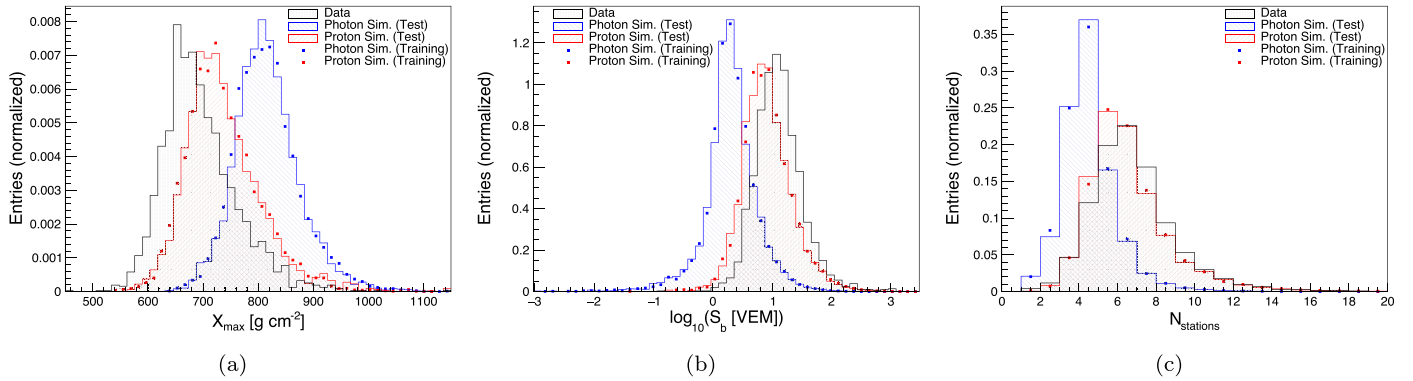 Entries (normalized)
0.008
0.007
0.006
0.005
0.004
0.003
0.002
0.001
0
Data
Photon Sim. (Test)
Proton Sim. (Test)
Photon Sim. (Training)
Proton Sim. (Training)
500 600 700 800 900 1000 1100
Xmax [g cm-2]
(a)
Entries (normalized)
1.2
1
0.8
0.6
0.4
0.2
0
Data
Photon Sim. (Test)
Proton Sim. (Test)
Photon Sim. (Training)
Proton Sim. (Training)
−3 −2 −1 0 1 2 3
log10(Sb [VEM])
(b)
Entries (normalized)
0.35
0.3
0.25
0.2
0.15
0.1
0.05
0
Data
Photon Sim. (Test)
Proton Sim. (Test)
Photon Sim. (Training)
Proton Sim. (Training)
0 2 4 6 8 10 12 14 16 18 20
Nstations
(c)